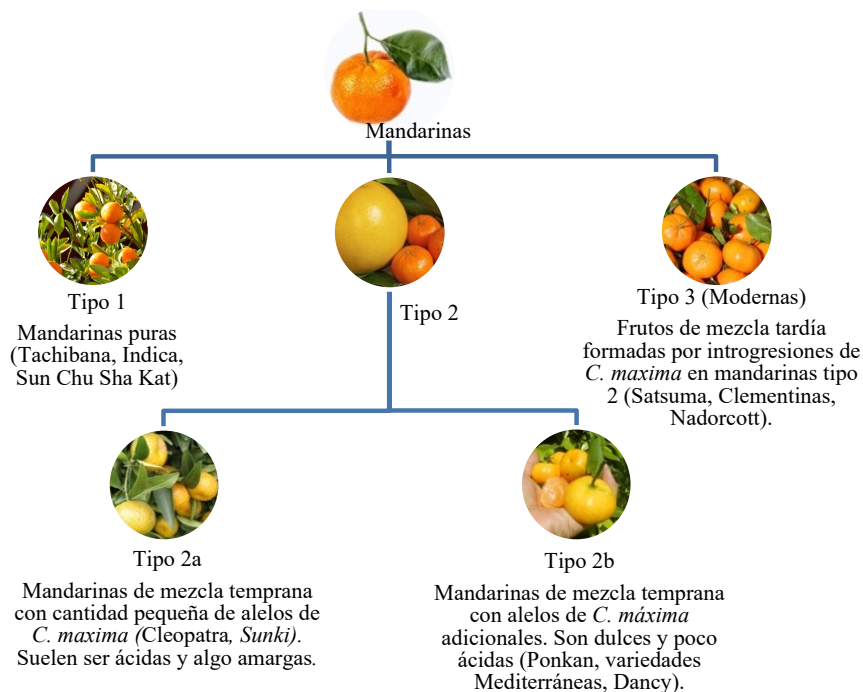 Mandarinas
Tipo 1
Mandarinas puras
(Tachibana, Indica,
Sun Chu Sha Kat)
Tipo 2
Tipo 3 (Modernas)
Frutos de mezcla tardía
formadas por introgresiones de
C. maxima en mandarinas tipo
2 (Satsuma, Clementinas,
Nadorcott).
Tipo 2a
Mandarinas de mezcla temprana
con cantidad pequeña de alelos de
C. maxima (Cleopatra, Sunki).
Suelen ser ácidas y algo amargas.
Tipo 2b
Mandarinas de mezcla temprana
con alelos de C. máxima
adicionales. Son dulces y poco
ácidas (Ponkan, variedades
Mediterráneas, Dancy).